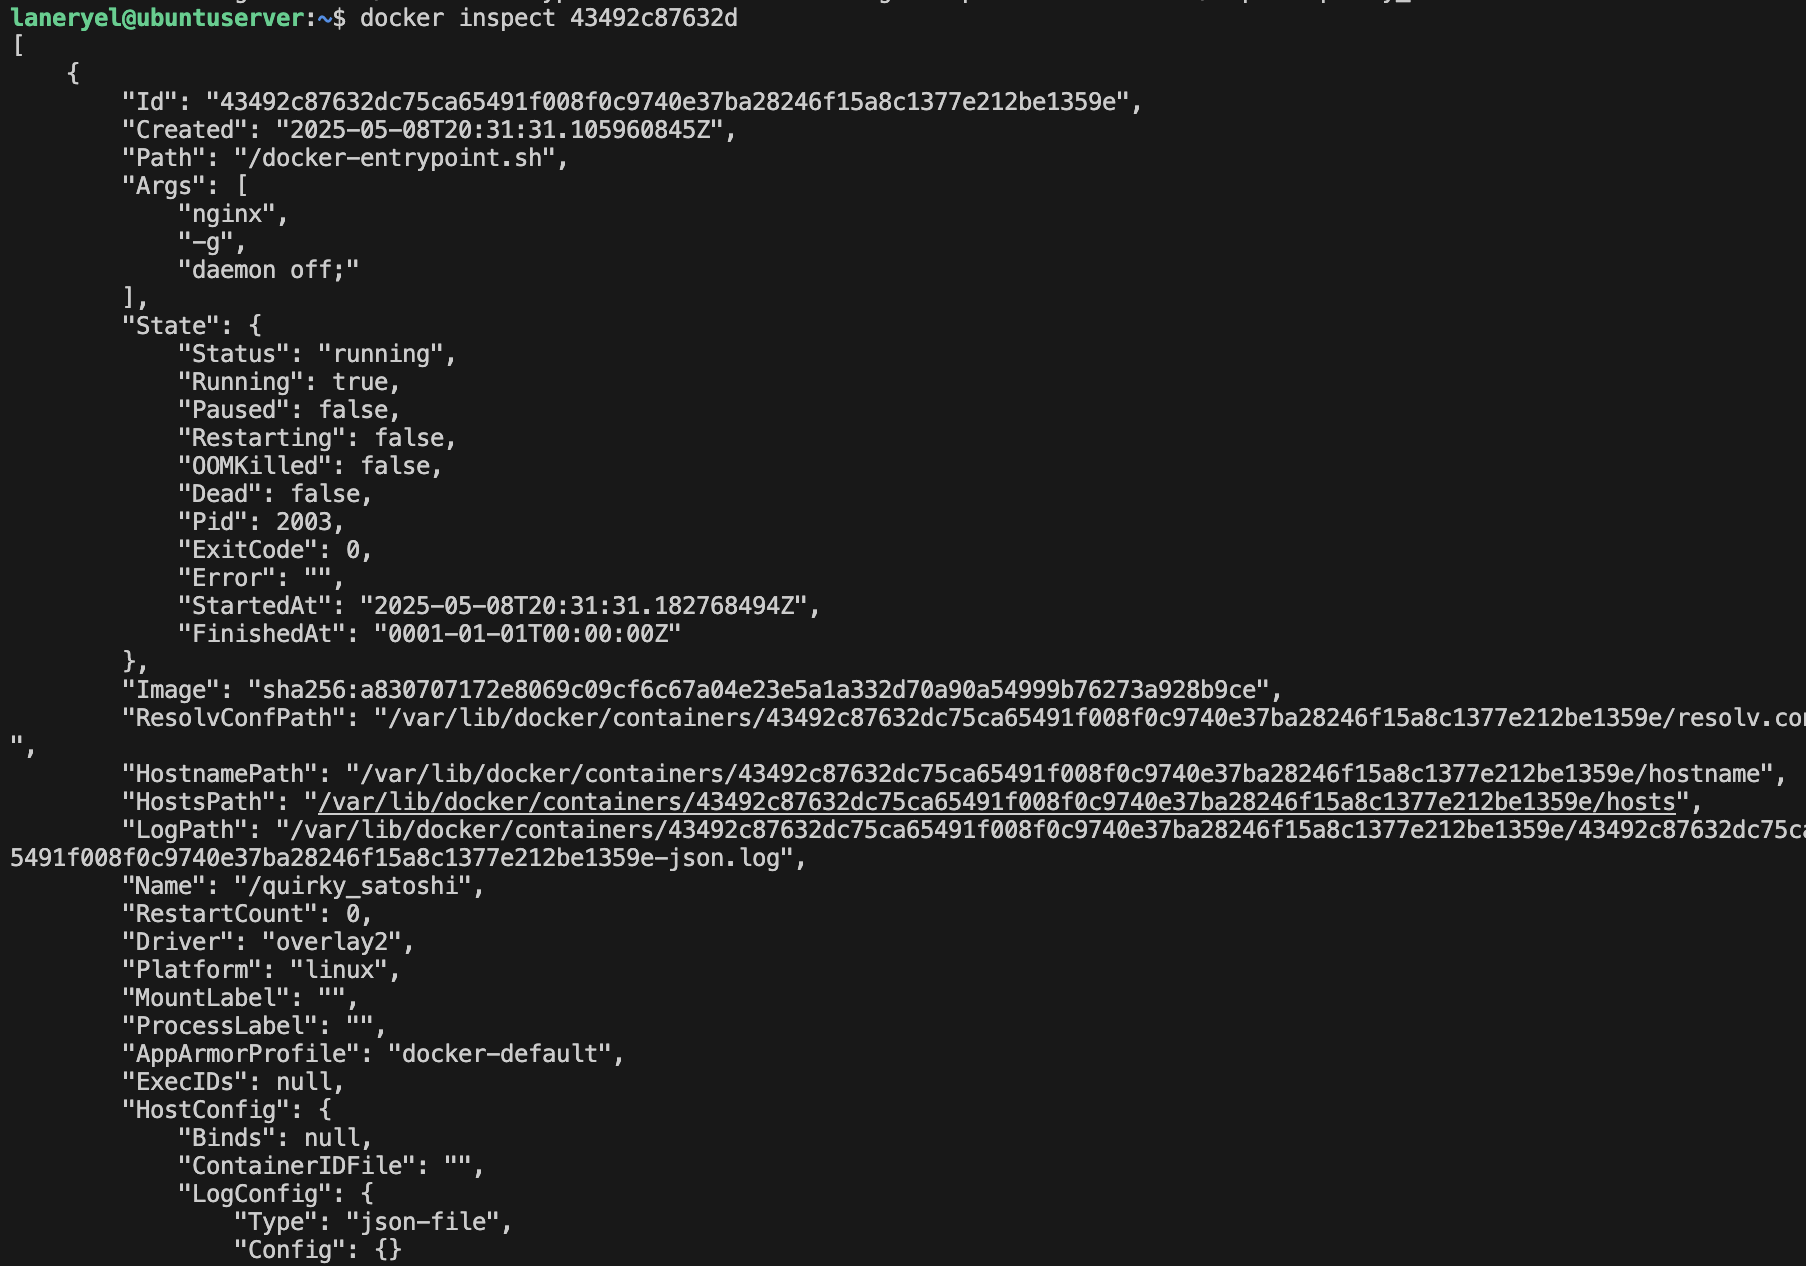 laneryel@ubuntuserver:~$ docker inspect 43492c87632d
[
    {
        "Id": "43492c87632dc75ca65491f008f0c9740e37ba28246f15a8c1377e212be1359e",
        "Created": "2025-05-08T20:31:31.105960845Z",
        "Path": "/docker-entrypoint.sh",
        "Args": [
            "nginx",
            "-g",
            "daemon off;"
        ],
        "State": {
            "Status": "running",
            "Running": true,
            "Paused": false,
            "Restarting": false,
            "OOMKilled": false,
            "Dead": false,
            "Pid": 2003,
            "ExitCode": 0,
            "Error": "",
            "StartedAt": "2025-05-08T20:31:31.182768494Z",
            "FinishedAt": "0001-01-01T00:00:00Z"
        },
        "Image": "sha256:a830707172e8069c09cf6c67a04e23e5a1a332d70a90a54999b76273a928b9ce",
        "ResolvConfPath": "/var/lib/docker/containers/43492c87632dc75ca65491f008f0c9740e37ba28246f15a8c1377e212be1359e/resolv.con
",
        "HostnamePath": "/var/lib/docker/containers/43492c87632dc75ca65491f008f0c9740e37ba28246f15a8c1377e212be1359e/hostname",
        "HostsPath": "/var/lib/docker/containers/43492c87632dc75ca65491f008f0c9740e37ba28246f15a8c1377e212be1359e/hosts",
        "LogPath": "/var/lib/docker/containers/43492c87632dc75ca65491f008f0c9740e37ba28246f15a8c1377e212be1359e/43492c87632dc75ca
5491f008f0c9740e37ba28246f15a8c1377e212be1359e-json.log",
        "Name": "/quirky_satoshi",
        "RestartCount": 0,
        "Driver": "overlay2",
        "Platform": "linux",
        "MountLabel": "",
        "ProcessLabel": "",
        "AppArmorProfile": "docker-default",
        "ExecIDs": null,
        "HostConfig": {
            "Binds": null,
            "ContainerIDFile": "",
            "LogConfig": {
                "Type": "json-file",
                "Config": {}